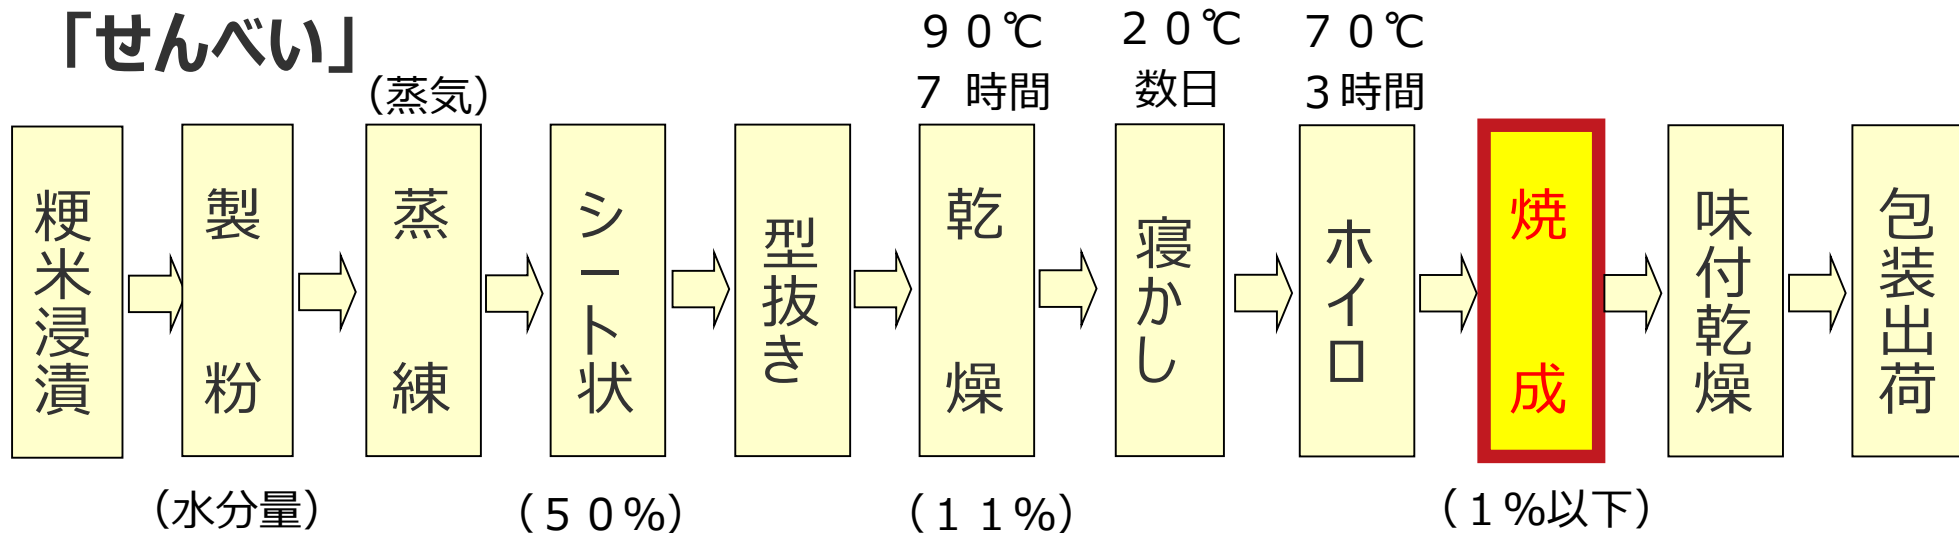 「せんべい」
(蒸気)
９０℃
７時間
２０℃
数日
７０℃
３時間
粳米浸漬
製粉
蒸練
シート状
型抜き
乾燥
寝かし
ホイロ
焼成
味付乾燥
包装出荷
(水分量)
(５０%)
(１１%)
(１%以下)